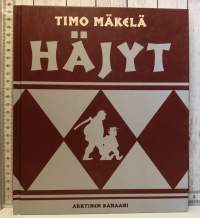 TIMO MÄKELÄ
HÄJYT
ARKTINEN BANAANI